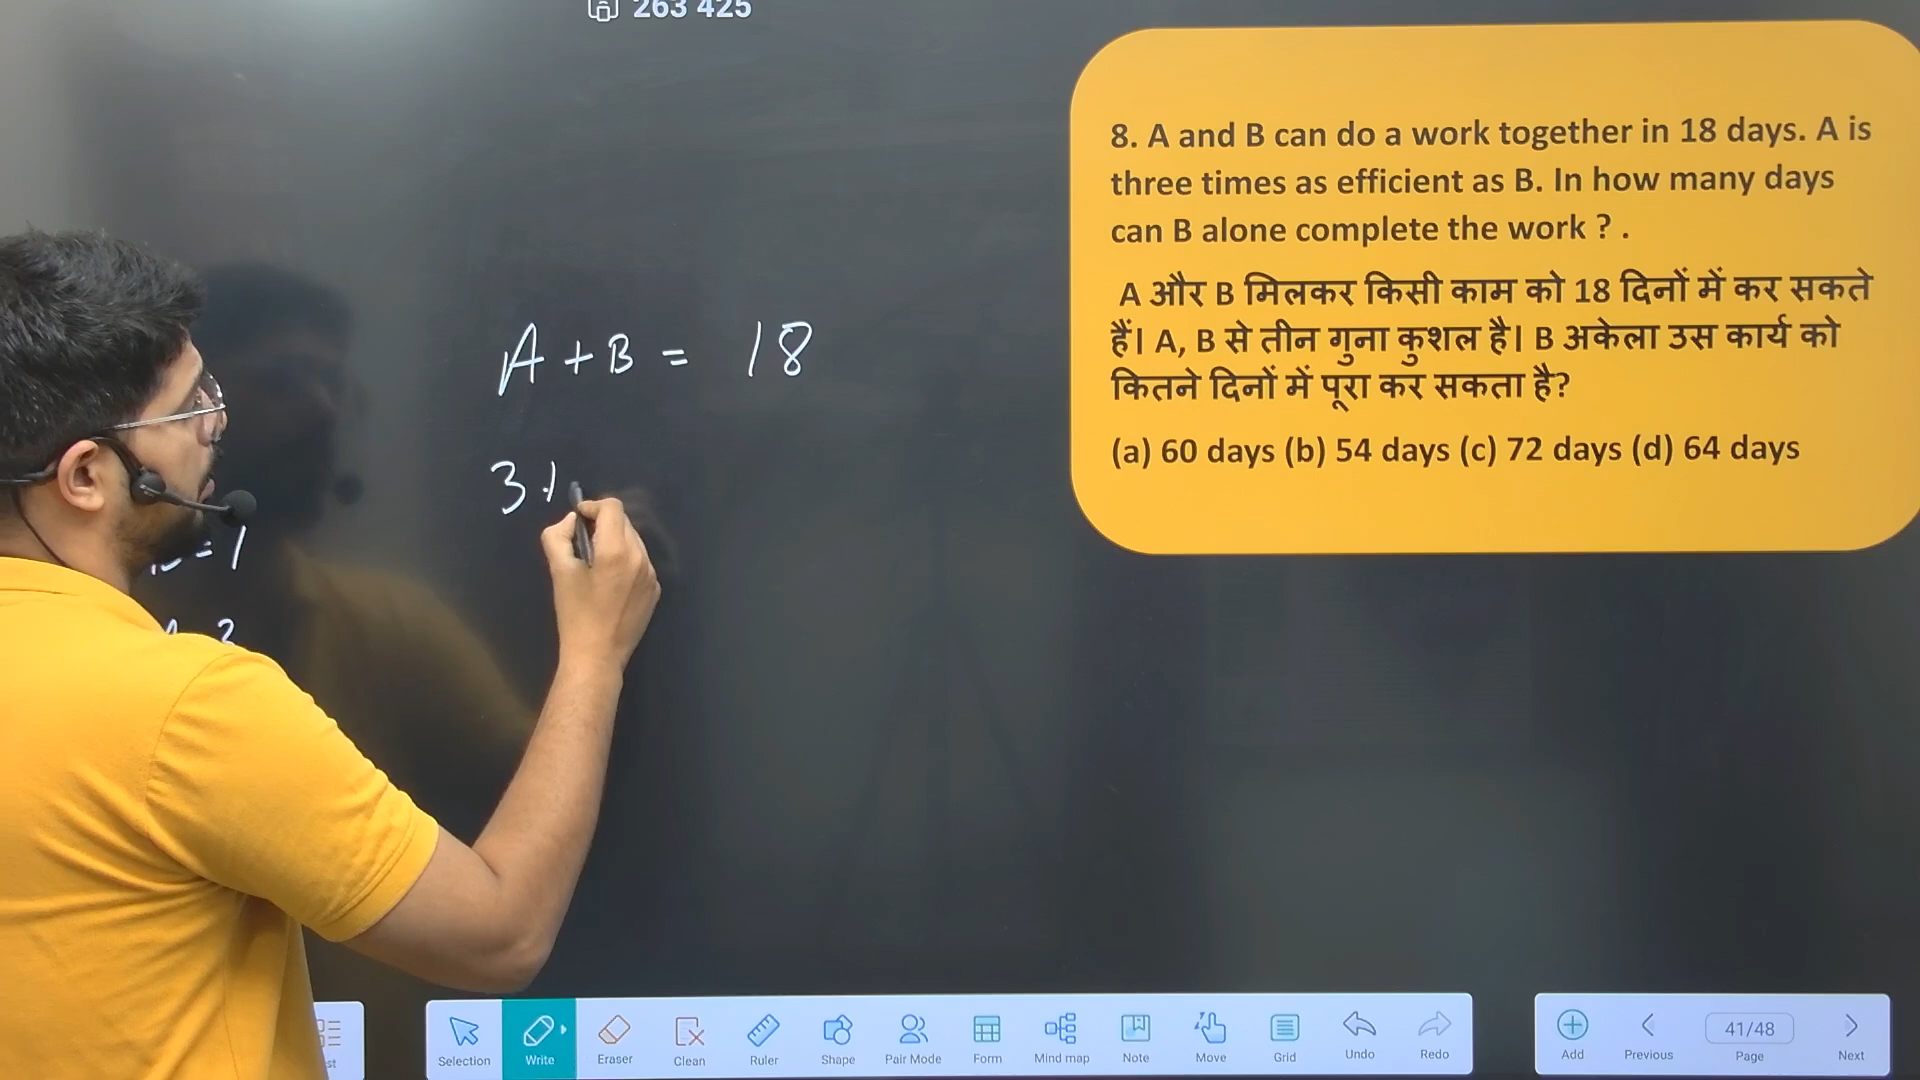 263 425
8. A and B can do a work together in 18 days. A is
three times as efficient as B. In how many days
can B alone complete the work ? .
A और B मिलकर किसी काम को 18 दिनों में कर सकते
हैं। A, B से तीन गुना कुशल है। B अकेला उस कार्य को
कितने दिनों में पूरा कर सकता है?
(a) 60 days (b) 54 days (c) 72 days (d) 64 days
A + B = 18
3 :
= 1
Selection Write Eraser Clean Ruler Shape Pair Mode Form Mind map Note Move Grid Undo Redo
Add Previous 41/48 Page Next